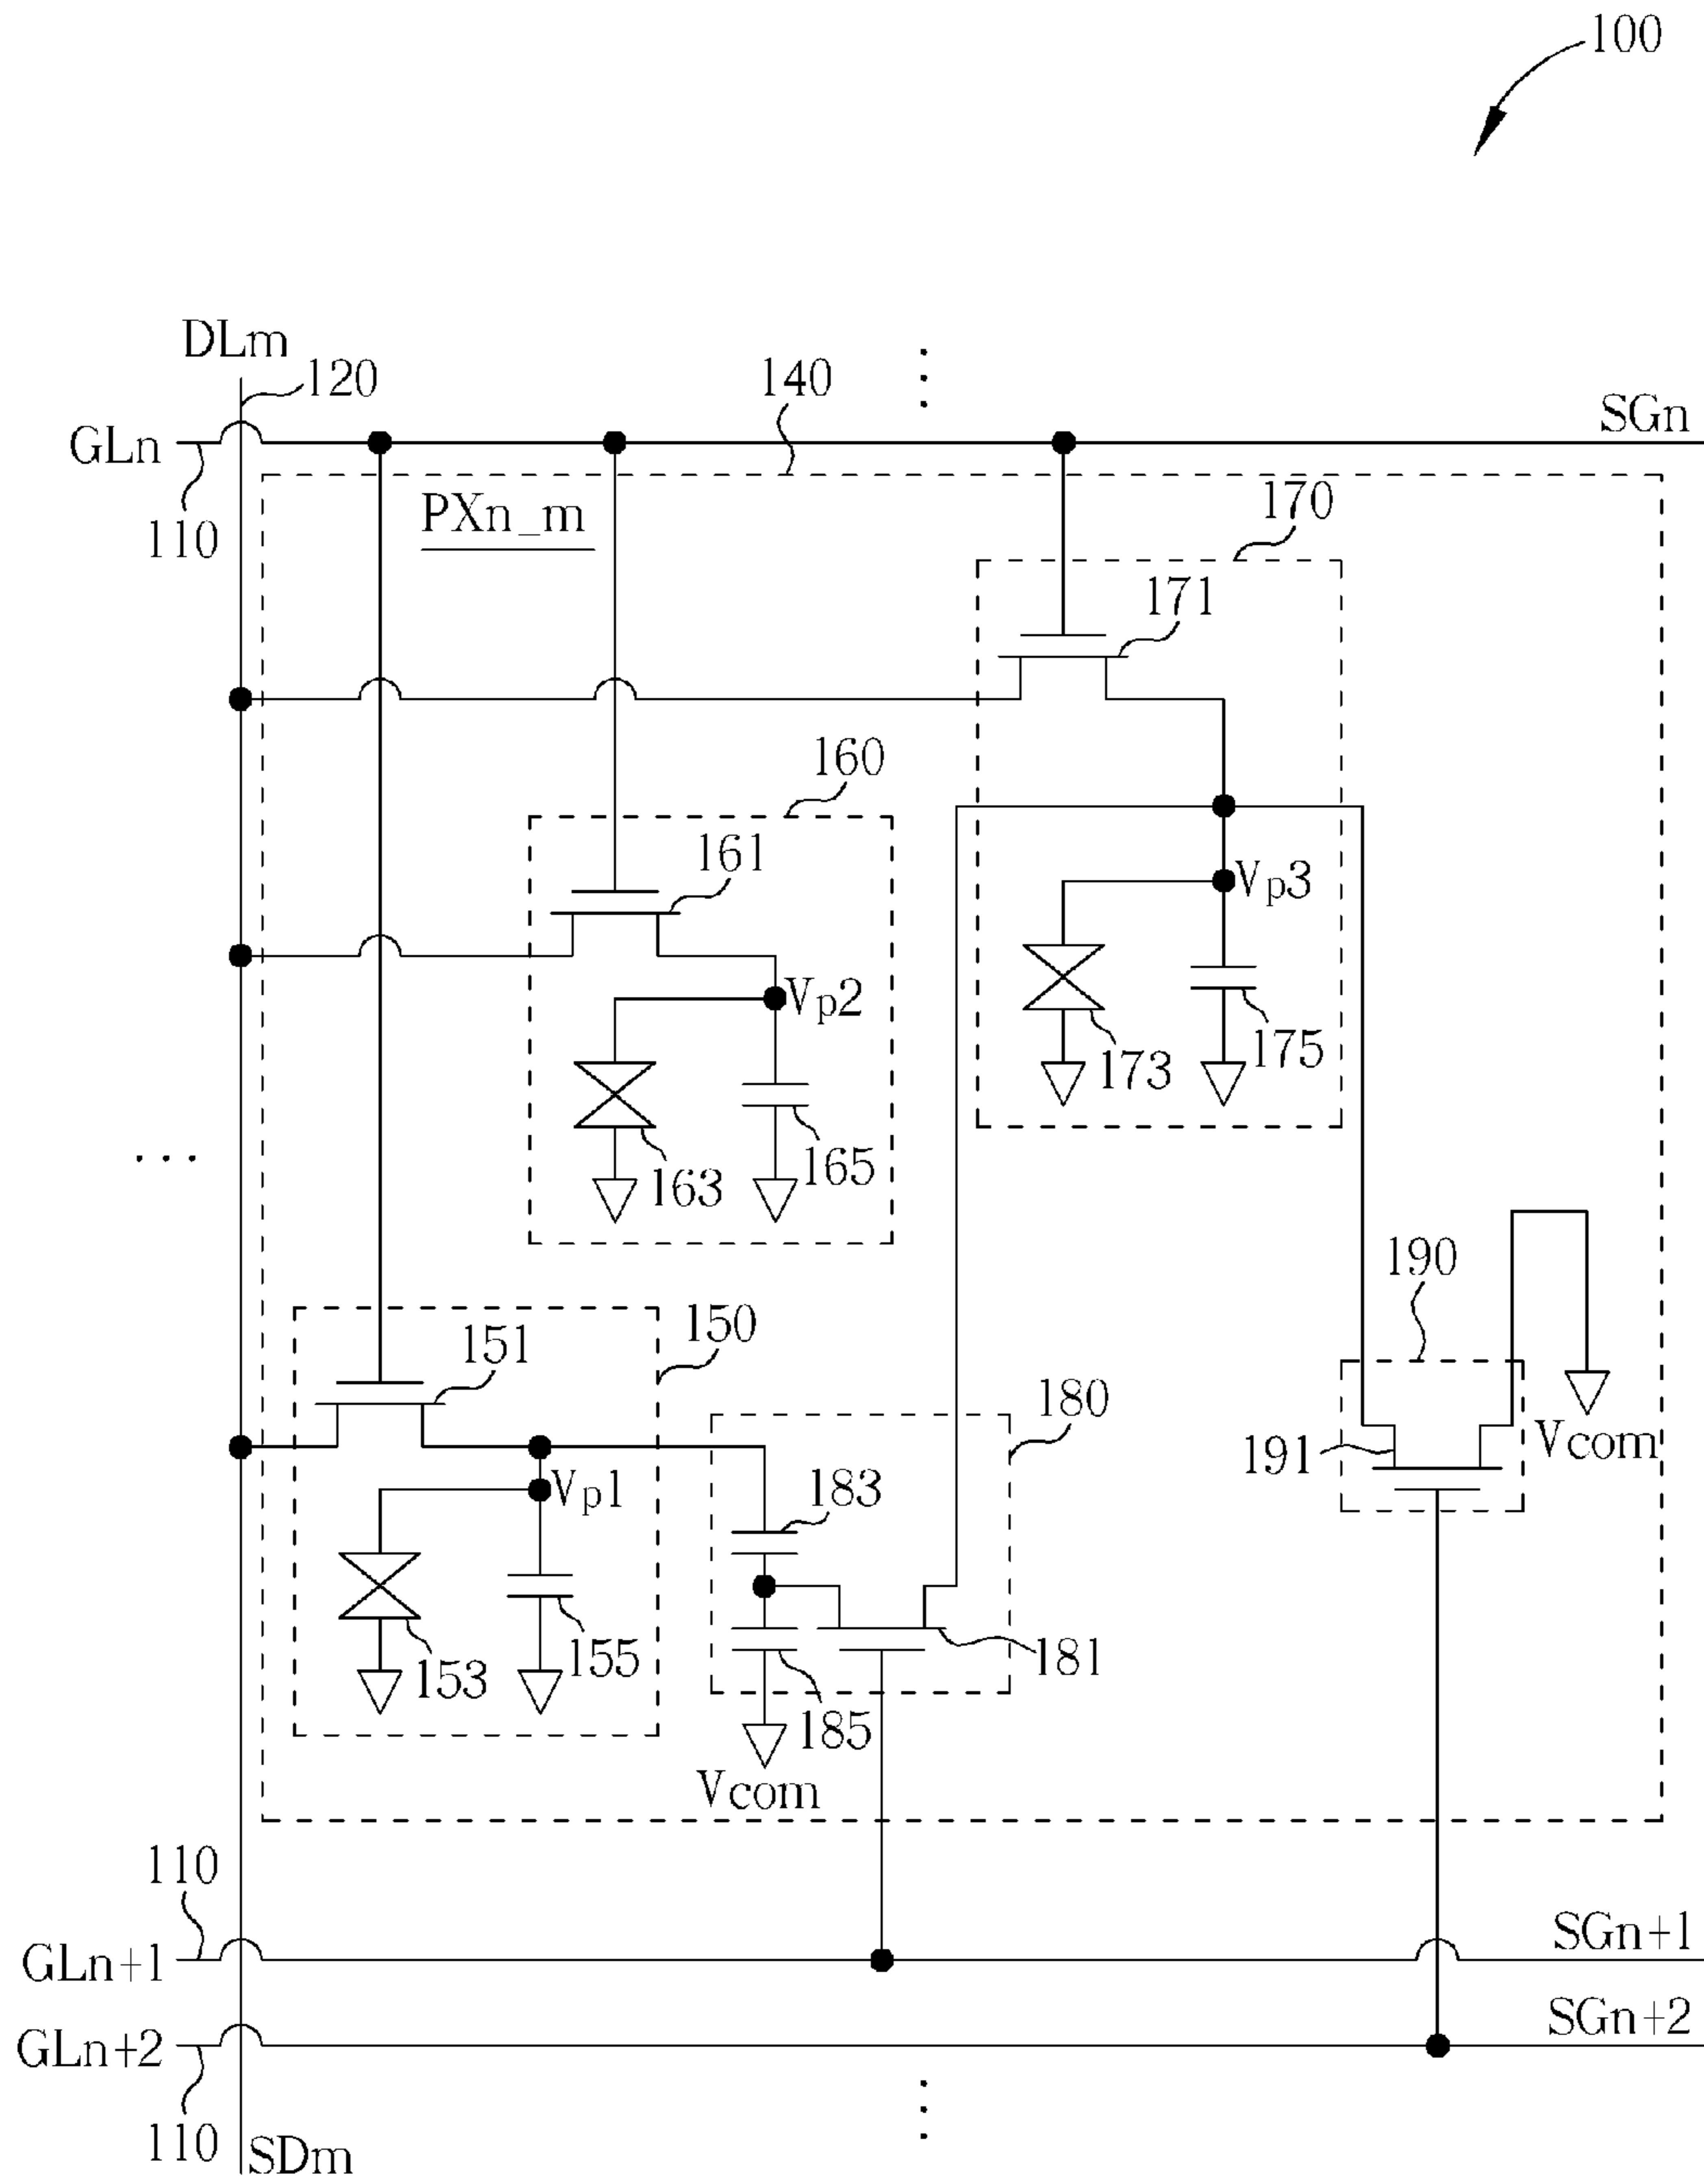 100
DLm
120
140
GLn
SGn
110
PXn_m
170
171
160
161
Vp3
Vp2
173
175
163
165
190
150
151
180
191
Vcom
Vp1
183
153
155
181
185
Vcom
110
GLn+1
SGn+1
GLn+2
SGn+2
110
SDm